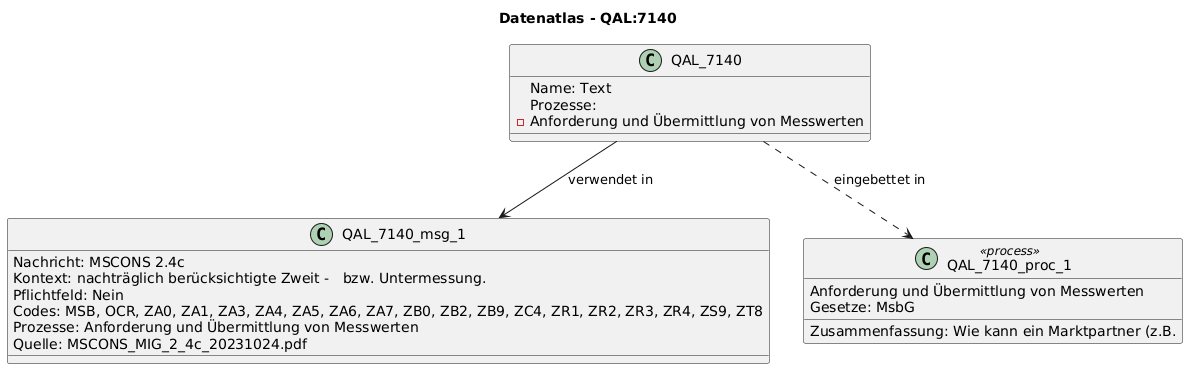 Datenatlas - QAL:7140
C QAL_7140
Name: Text
Prozesse:
Anforderung und Übermittlung von Messwerten
verwendet in
eingebettet in
C QAL_7140_msg_1
Nachricht: MSCONS 2.4c
Kontext: nachträglich berücksichtigte Zweit -   bzw. Untermessung.
Pflichtfeld: Nein
Codes: MSB, OCR, ZA0, ZA1, ZA3, ZA4, ZA5, ZA6, ZA7, ZB0, ZB2, ZB9, ZC4, ZR1, ZR2, ZR3, ZR4, ZS9, ZT8
Prozesse: Anforderung und Übermittlung von Messwerten
Quelle: MSCONS_MIG_2_4c_20231024.pdf
«process»
C QAL_7140_proc_1
Anforderung und Übermittlung von Messwerten
Gesetze: MsbG
Zusammenfassung: Wie kann ein Marktpartner (z.B.